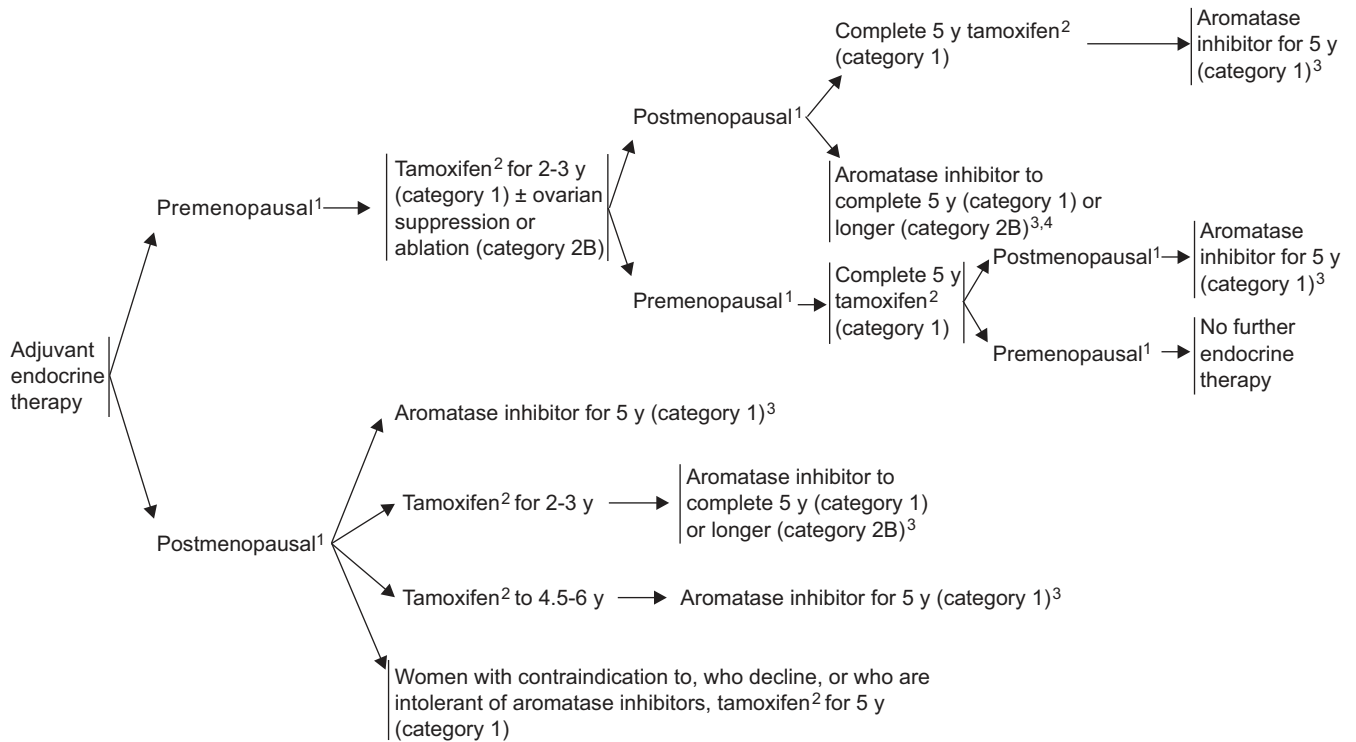 Adjuvant
endocrine
therapy
Premenopausal¹
Tamoxifen² for 2-3 y
(category 1) ± ovarian
suppression or
ablation (category 2B)
Postmenopausal¹
Complete 5 y tamoxifen²
(category 1)
Aromatase
inhibitor for 5 y
(category 1)³
Aromatase inhibitor to
complete 5 y (category 1) or
longer (category 2B)³,⁴
Premenopausal¹
Complete 5 y
tamoxifen²
(category 1)
Postmenopausal¹
Aromatase
inhibitor for 5 y
(category 1)³
Premenopausal¹
No further
endocrine
therapy
Postmenopausal¹
Aromatase inhibitor for 5 y (category 1)³
Tamoxifen² for 2-3 y
Aromatase inhibitor to
complete 5 y (category 1)
or longer (category 2B)³
Tamoxifen² to 4.5-6 y
Aromatase inhibitor for 5 y (category 1)³
Women with contraindication to, who decline, or who are
intolerant of aromatase inhibitors, tamoxifen² for 5 y
(category 1)